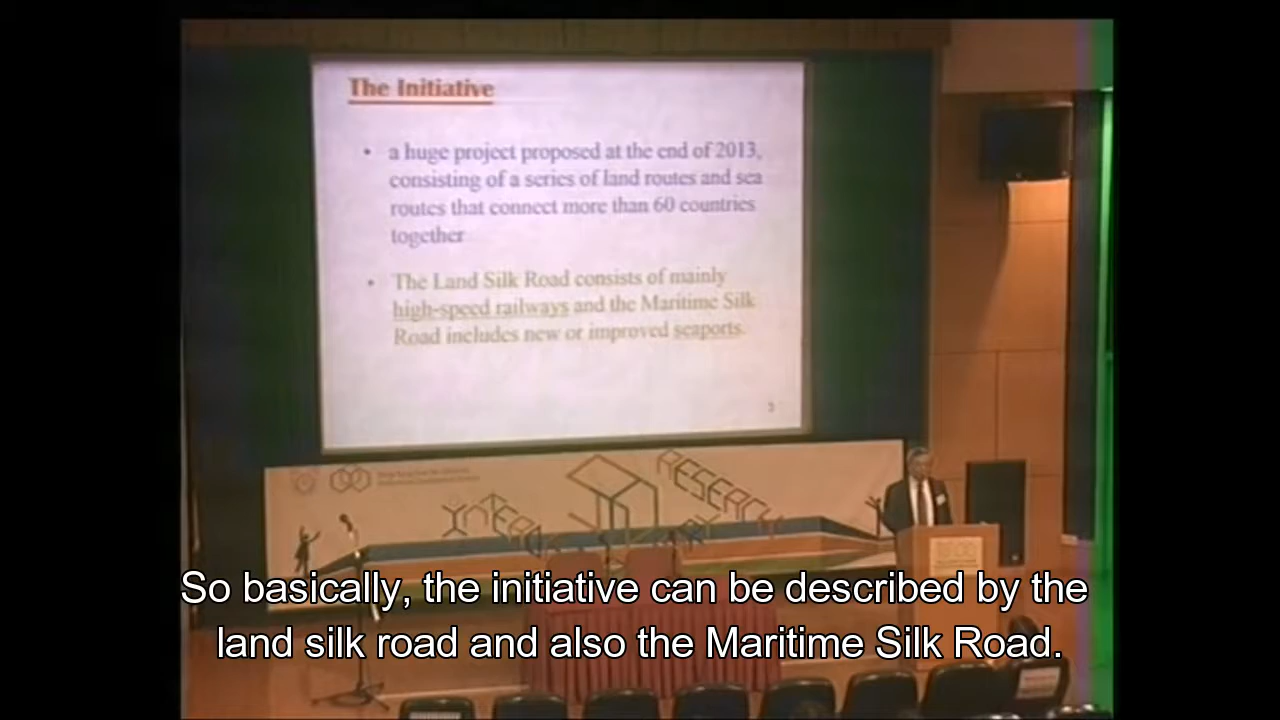 The Initiative
• a huge project proposed at the end of 2013,
consisting of a series of land routes and sea
routes that connect more than 60 countries
together
• The Land Silk Road consists of mainly
high-speed railways and the Maritime Silk
Road includes new or improved seaports.
3
RESEARCH
So basically, the initiative can be described by the
land silk road and also the Maritime Silk Road.